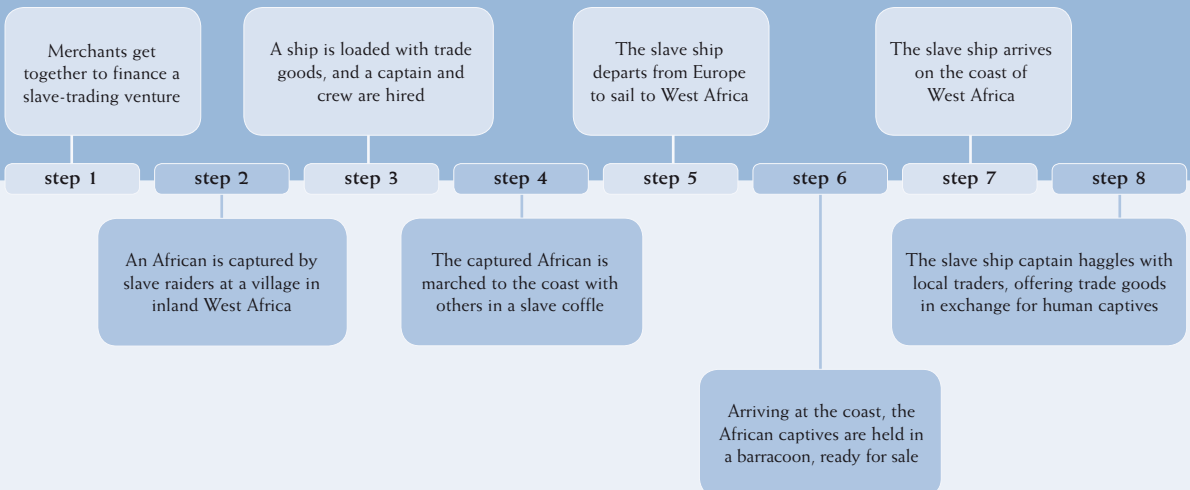 Merchants get
together to finance a
slave-trading venture
A ship is loaded with trade
goods, and a captain and
crew are hired
The slave ship
departs from Europe
to sail to West Africa
The slave ship arrives
on the coast of
West Africa
step 1
step 2
step 3
step 4
step 5
step 6
step 7
step 8
An African is captured by
slave raiders at a village in
inland West Africa
The captured African is
marched to the coast with
others in a slave coffle
The slave ship captain haggles with
local traders, offering trade goods
in exchange for human captives
Arriving at the coast, the
African captives are held in
a barracoon, ready for sale